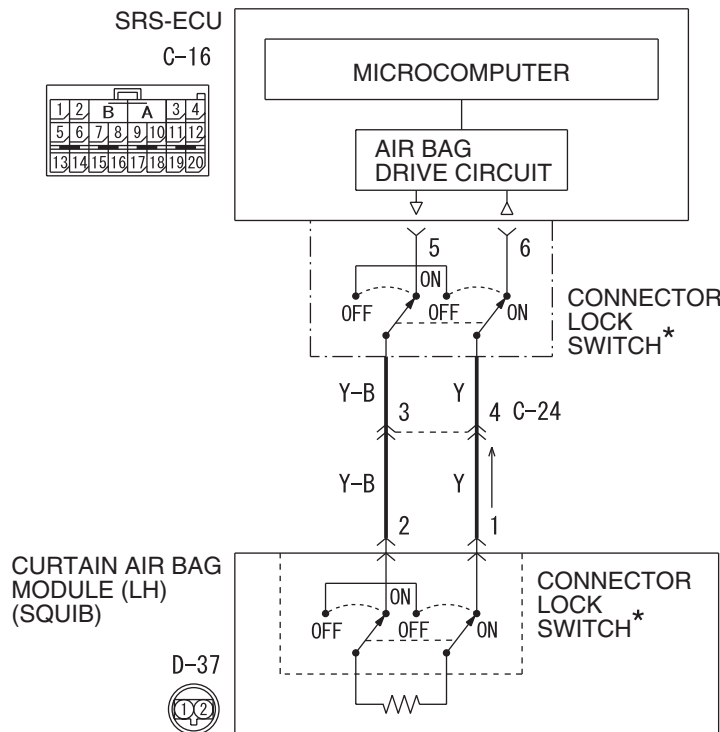 SRS-ECU
C-16
1 2 B A 3 4
5 6 7 8 9 10 11 12
13 14 15 16 17 18 19 20
MICROCOMPUTER
AIR BAG
DRIVE CIRCUIT
5 6
OFF ON OFF ON
CONNECTOR
LOCK
SWITCH*
Y-B Y
3 4 C-24
Y-B Y
2 1
CURTAIN AIR BAG
MODULE (LH)
(SQUIB)
OFF ON OFF ON
CONNECTOR
LOCK
SWITCH*
D-37
1 2